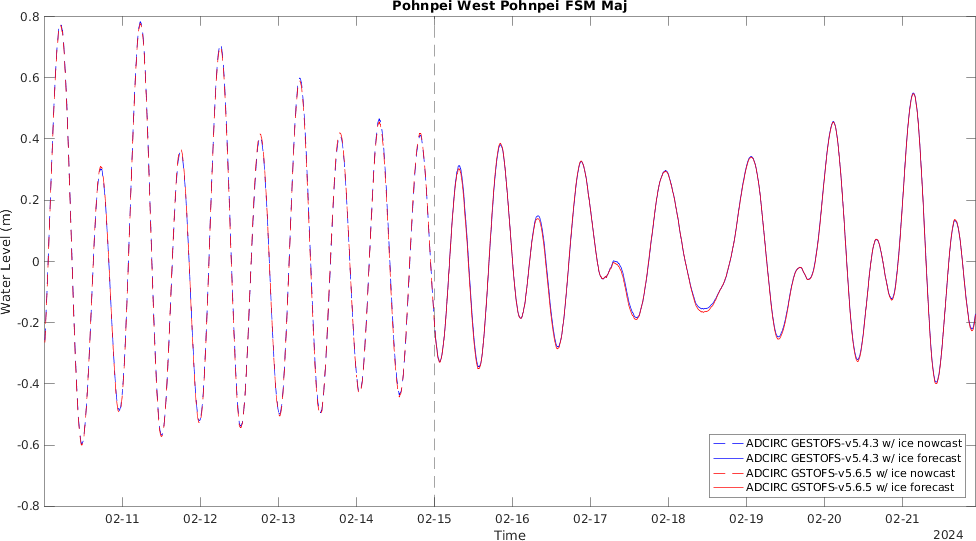 Pohnpei West Pohnpei FSM Maj
0.8
0.6
0.4
0.2
0
-0.2
-0.4
-0.6
-0.8
Water Level (m)
ADCIRC GESTOFS-v5.4.3 w/ ice nowcast
ADCIRC GESTOFS-v5.4.3 w/ ice forecast
ADCIRC GSTOFS-v5.6.5 w/ ice nowcast
ADCIRC GSTOFS-v5.6.5 w/ ice forecast
02-11 02-12 02-13 02-14 02-15 02-16 02-17 02-18 02-19 02-20 02-21
Time
2024